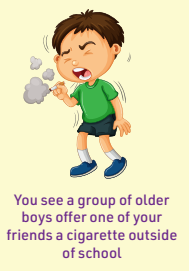 You see a group of older
boys offer one of your
friends a cigarette outside
of school